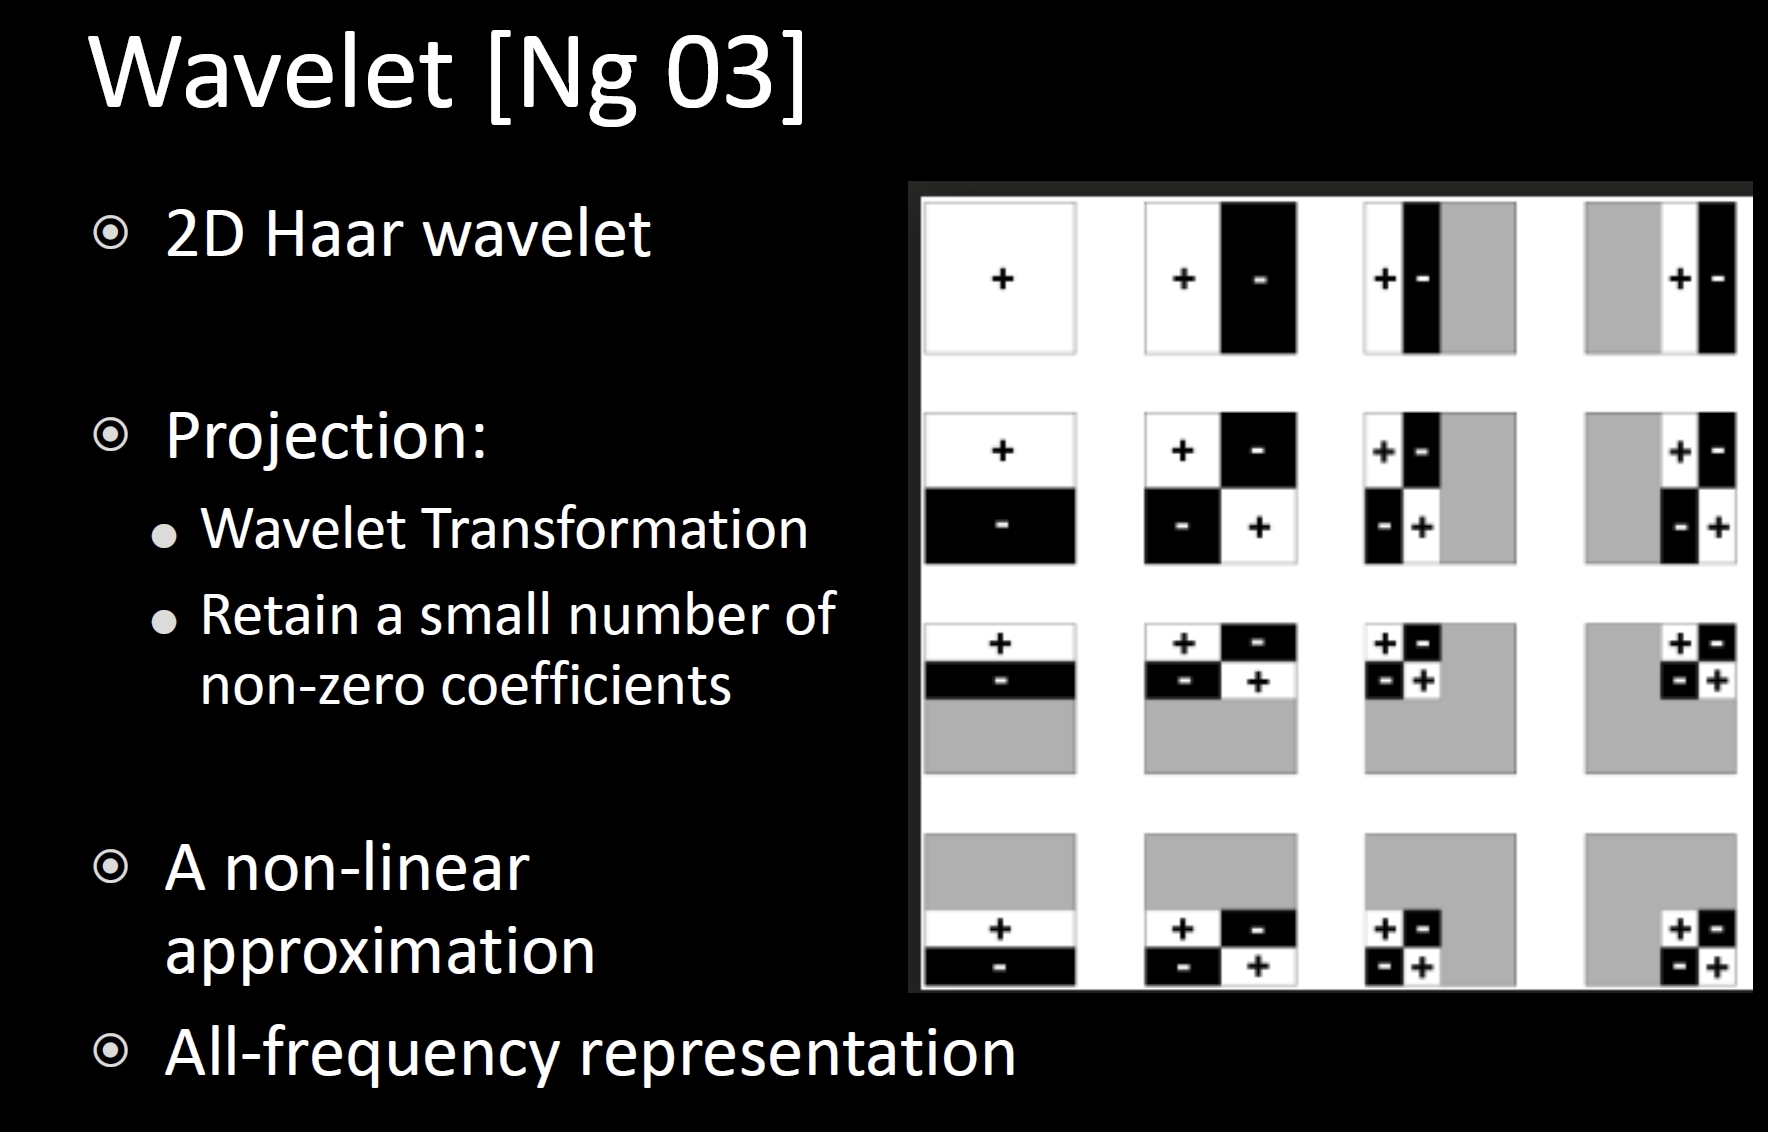 Wavelet [Ng 03]
2D Haar wavelet
Projection:
Wavelet Transformation
Retain a small number of
non-zero coefficients
A non-linear
approximation
All-frequency representation
+ + - + - + -
+ + - + - + -
- - + - + - +
+ + - + - + -
- - + - + - +
+ + - + - + -
- - + - + - +